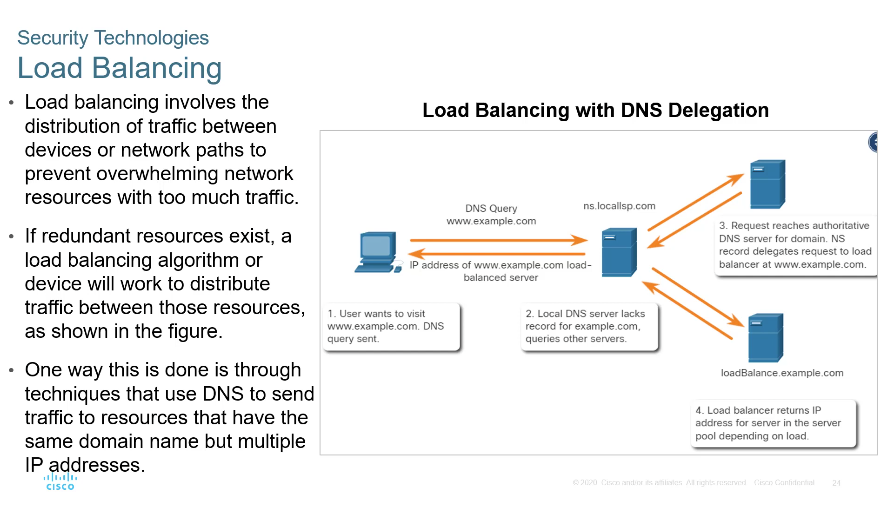 Security Technologies
Load Balancing
• Load balancing involves the
distribution of traffic between
devices or network paths to
prevent overwhelming network
resources with too much traffic.
• If redundant resources exist, a
load balancing algorithm or
device will work to distribute
traffic between those resources,
as shown in the figure.
• One way this is done is through
techniques that use DNS to send
traffic to resources that have the
same domain name but multiple
IP addresses.
Load Balancing with DNS Delegation
DNS Query
www.example.com
IP address of www.example.com load-
balanced server
ns.locallsp.com
1. User wants to visit
www.example.com. DNS
query sent.
2. Local DNS server lacks
record for example.com,
queries other servers.
3. Request reaches authoritative
DNS server for domain. NS
record delegates request to load
balancer at www.example.com.
loadBalance.example.com
4. Load balancer returns IP
address for server in the server
pool depending on load.
CISCO
© 2020 Cisco and/or its affiliates. All rights reserved. Cisco Confidential
24